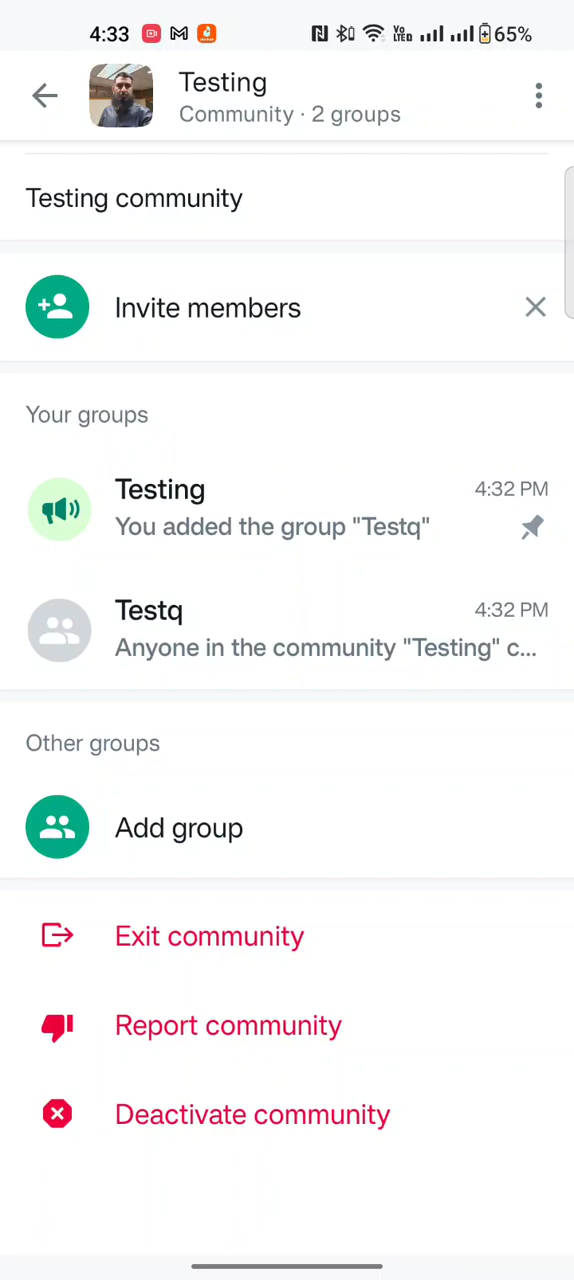 4:33 VoLTED 65%
Testing
Community · 2 groups
Testing community
Invite members
Your groups
Testing 4:32 PM
You added the group "Testq"
Testq 4:32 PM
Anyone in the community "Testing" c...
Other groups
Add group
Exit community
Report community
Deactivate community